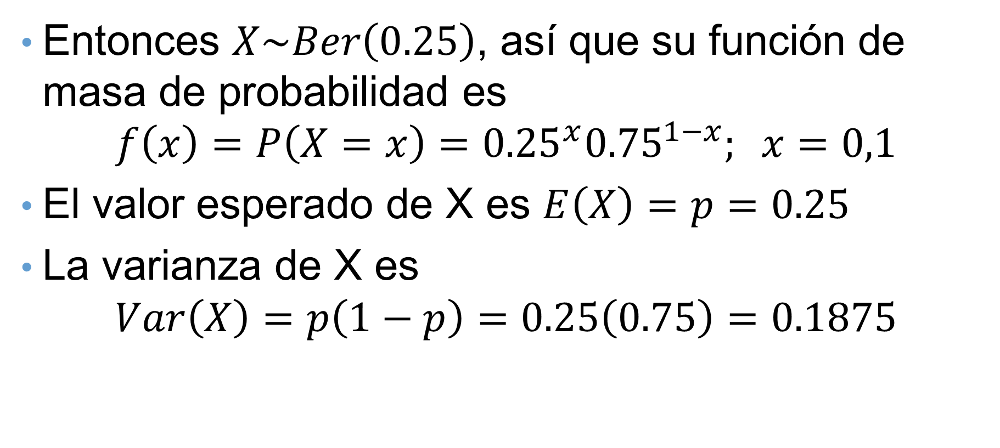 • Entonces X~Ber(0.25), así que su función de
masa de probabilidad es
f(x) = P(X = x) = 0.25^x 0.75^{1−x}; x = 0,1
• El valor esperado de X es E(X) = p = 0.25
• La varianza de X es
Var(X) = p(1 − p) = 0.25(0.75) = 0.1875